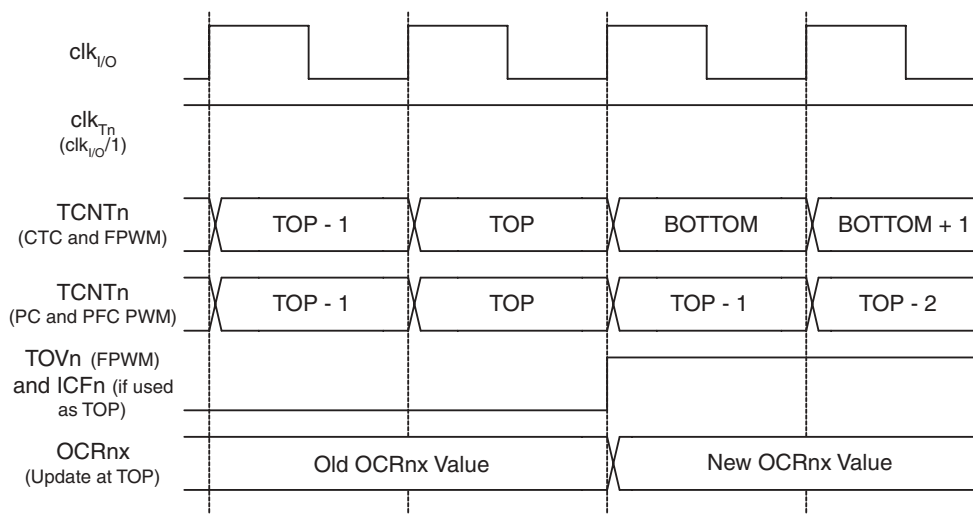 clkI/O
clkTn
(clkI/O/1)
TCNTn
(CTC and FPWM)
TOP - 1
TOP
BOTTOM
BOTTOM + 1
TCNTn
(PC and PFC PWM)
TOP - 1
TOP
TOP - 1
TOP - 2
TOVn (FPWM)
and ICFn (if used
as TOP)
OCRnx
(Update at TOP)
Old OCRnx Value
New OCRnx Value